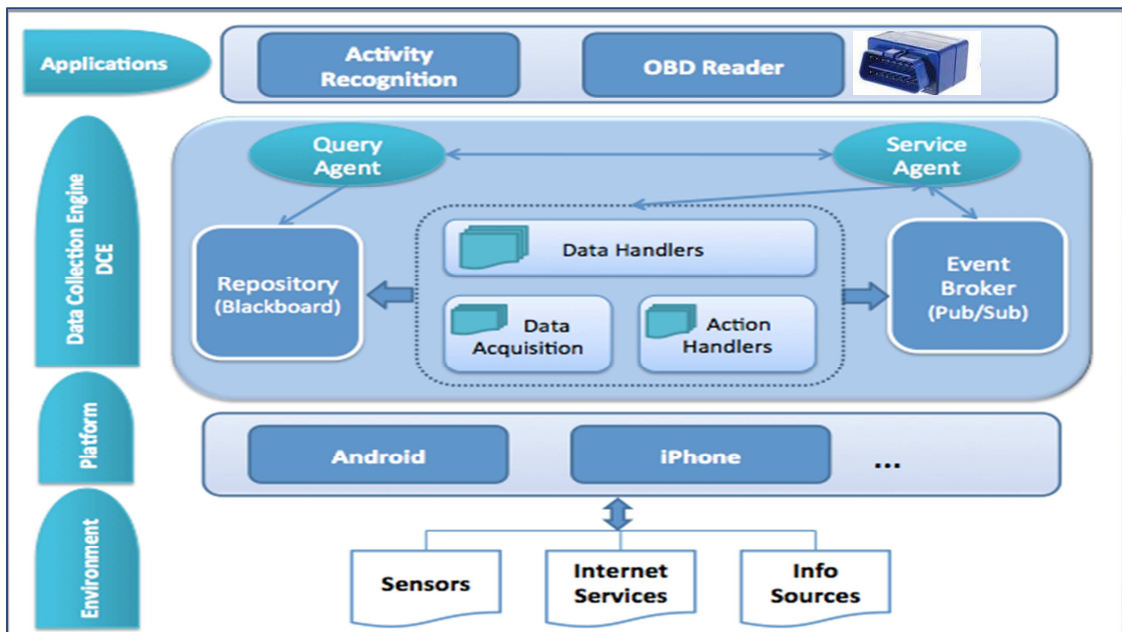 Applications
Activity
Recognition
OBD Reader
Data Collection Engine
DCE
Query
Agent
Service
Agent
Repository
(Blackboard)
Data Handlers
Data
Acquisition
Action
Handlers
Event
Broker
(Pub/Sub)
Platform
Android
iPhone
...
Environment
Sensors
Internet
Services
Info
Sources